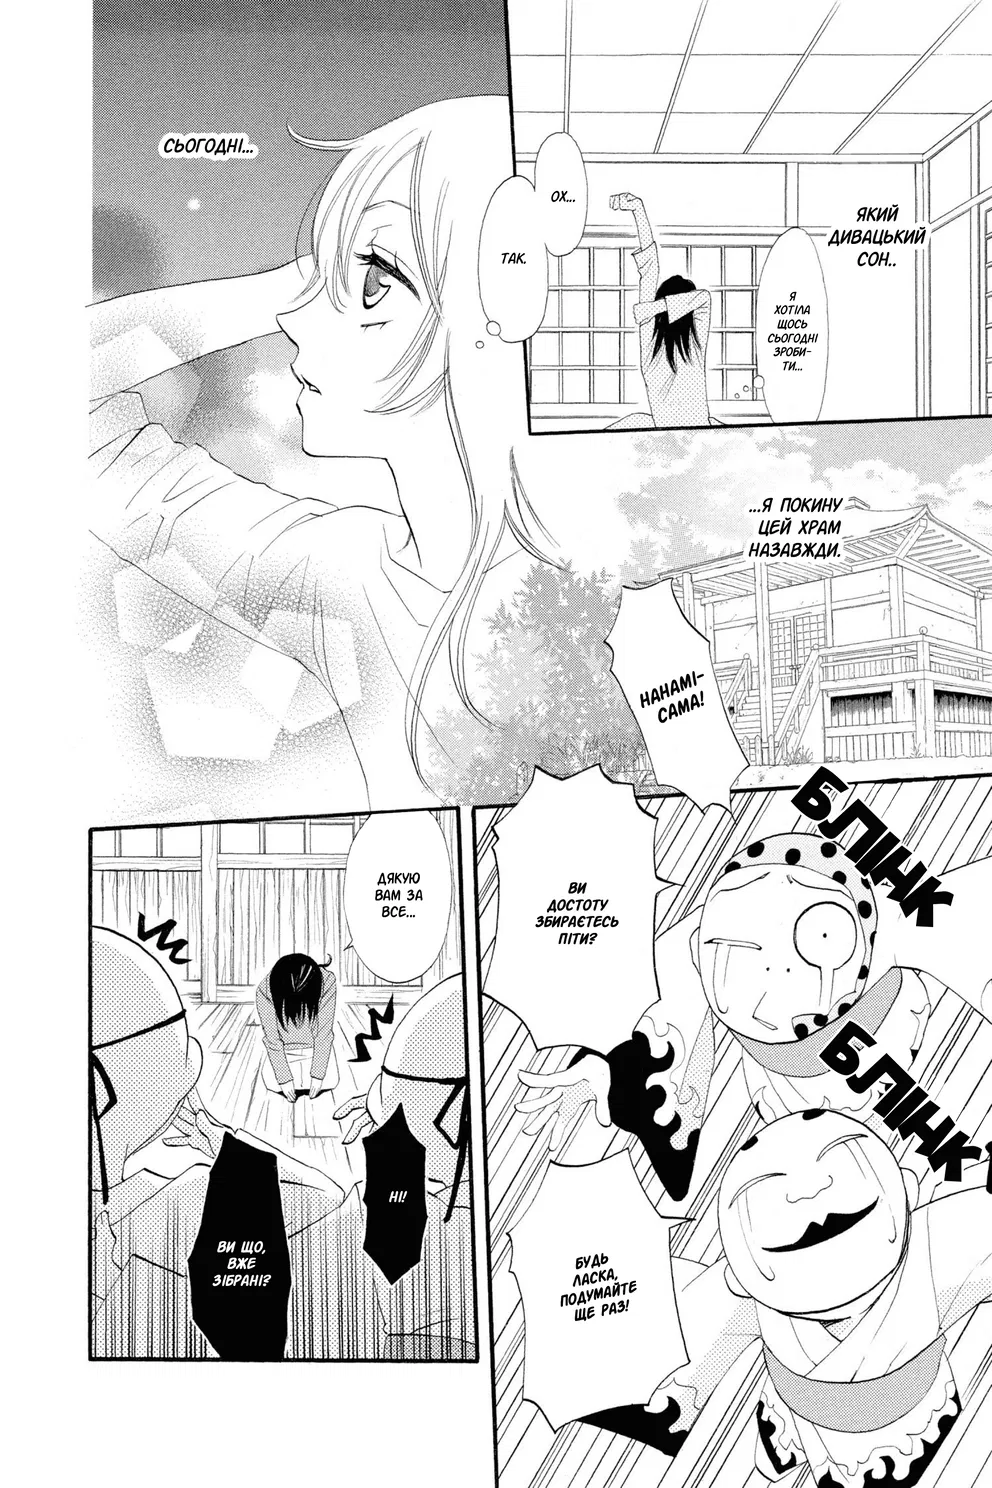 ЯКИЙ
ДИВАЦЬКИЙ
СОН..
Я
ХОТІЛА
ЩОСЬ
СЬОГОДНІ
ЗРОБИ-
ТИ...
ОХ...
ТАК.
СЬОГОДНІ...
...Я ПОКИНУ
ЦЕЙ ХРАМ
НАЗАВЖДИ.
НАНАМІ-
САМА!
БЛІНК
ВИ
ДОСТОТУ
ЗБИРАЄТЕСЬ
ПІТИ?
БЛІНК
БУДЬ
ЛАСКА,
ПОДУМАЙТЕ
ЩЕ РАЗ!
ДЯКУЮ
ВАМ ЗА
ВСЕ...
НІ!
ВИ ЩО,
ВЖЕ
ЗІБРАНІ?